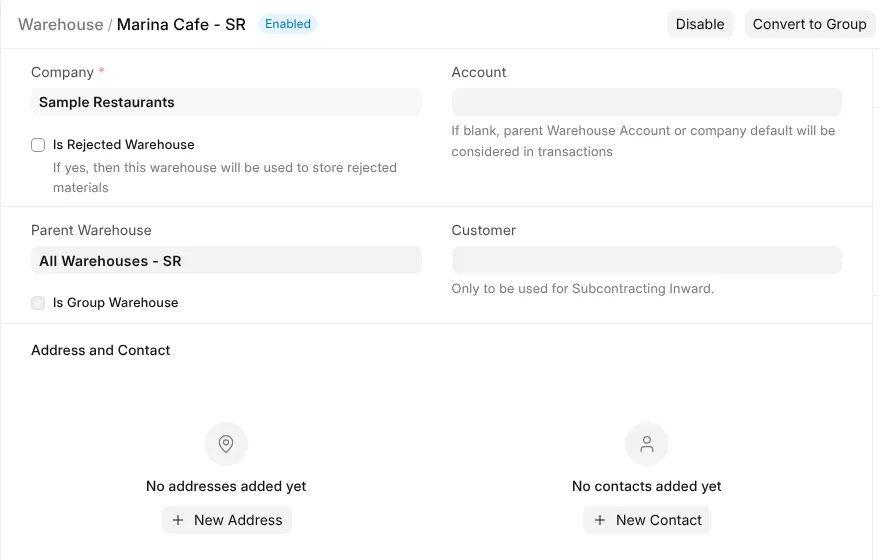 Warehouse / Marina Cafe - SR Enabled Disable Convert to Group
Company *
Sample Restaurants
Is Rejected Warehouse
If yes, then this warehouse will be used to store rejected
materials
Account
If blank, parent Warehouse Account or company default will be
considered in transactions
Parent Warehouse
All Warehouses - SR
Is Group Warehouse
Customer
Only to be used for Subcontracting Inward.
Address and Contact
No addresses added yet
+ New Address
No contacts added yet
+ New Contact